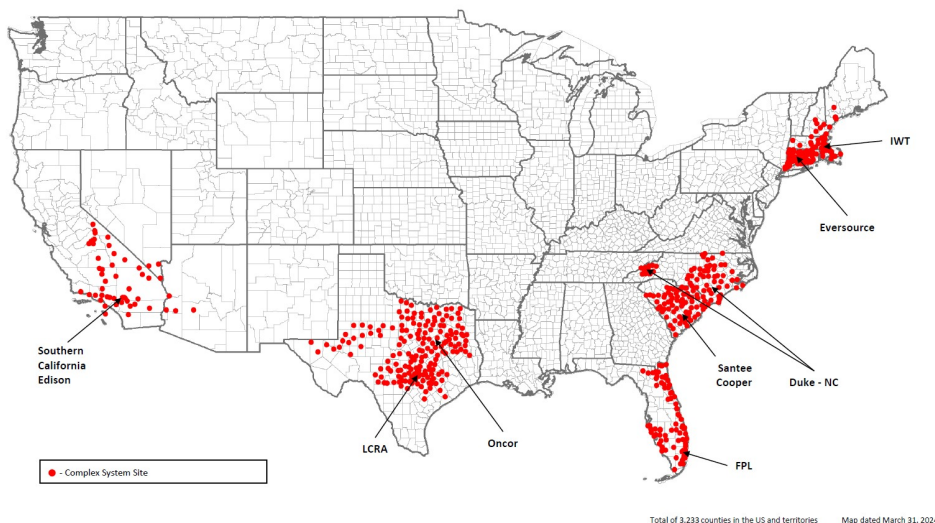 IWT
Eversource
Southern
California
Edison
Santee
Cooper
Duke - NC
LCRA
Oncor
FPL
- Complex System Site
Total of 3,233 counties in the US and territories
Map dated March 31, 2024